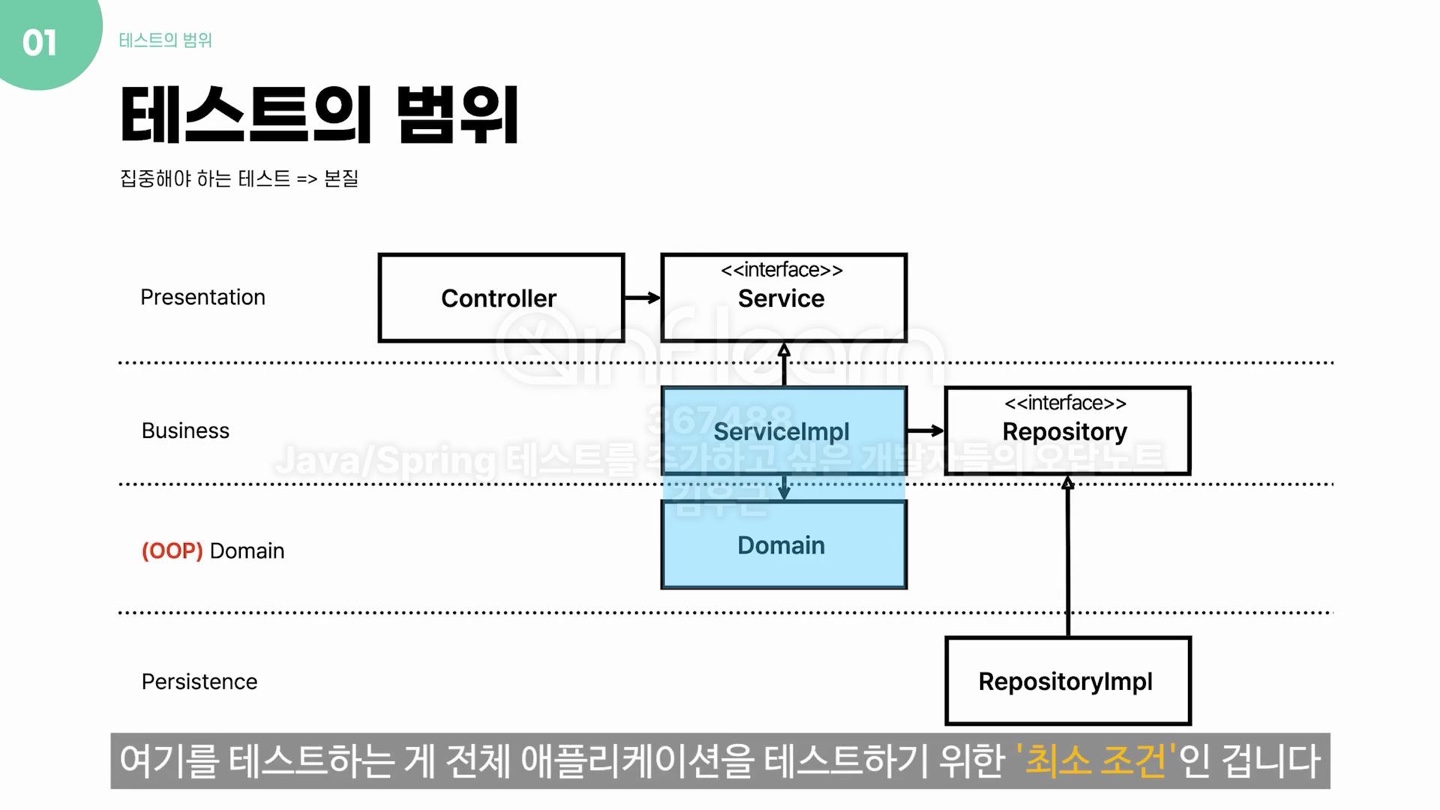 01
테스트의 범위
테스트의 범위
집중해야 하는 테스트 => 본질
Presentation
Controller
<<interface>>
Service
inflearn
Business
367488
ServiceImpl
<<interface>>
Repository
Java/Spring 테스트를 추가하고 싶은 개발자들의 오답노트
김우근
(OOP) Domain
Domain
Persistence
RepositoryImpl
여기를 테스트하는 게 전체 애플리케이션을 테스트하기 위한 '최소 조건'인 겁니다